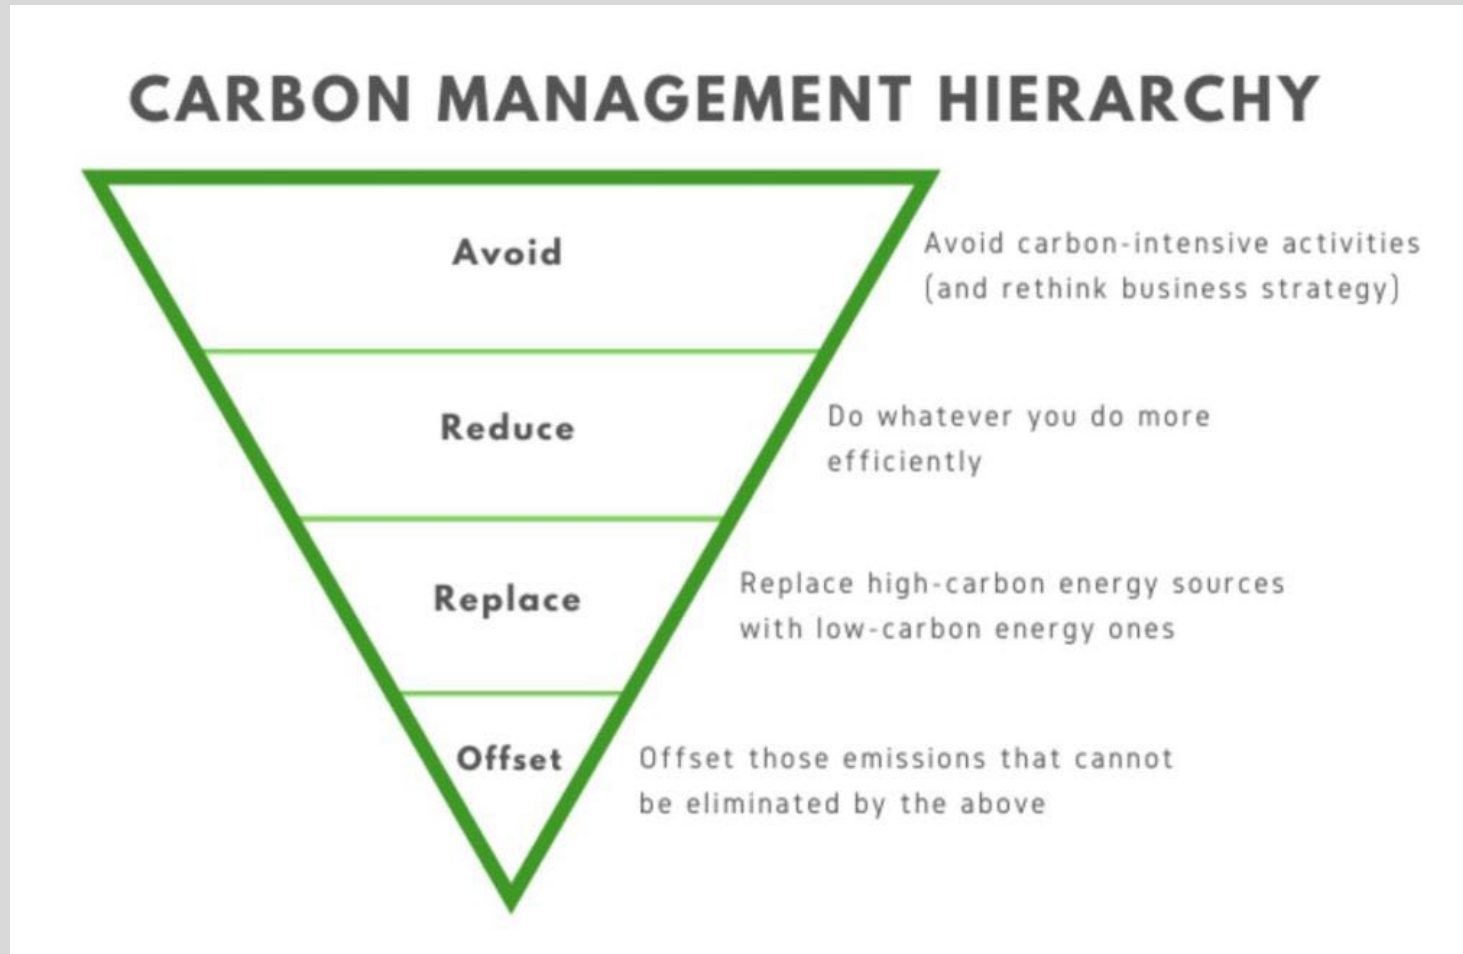 CARBON MANAGEMENT HIERARCHY
Avoid
Avoid carbon-intensive activities
(and rethink business strategy)
Reduce
Do whatever you do more
efficiently
Replace
Replace high-carbon energy sources
with low-carbon energy ones
Offset
Offset those emissions that cannot
be eliminated by the above